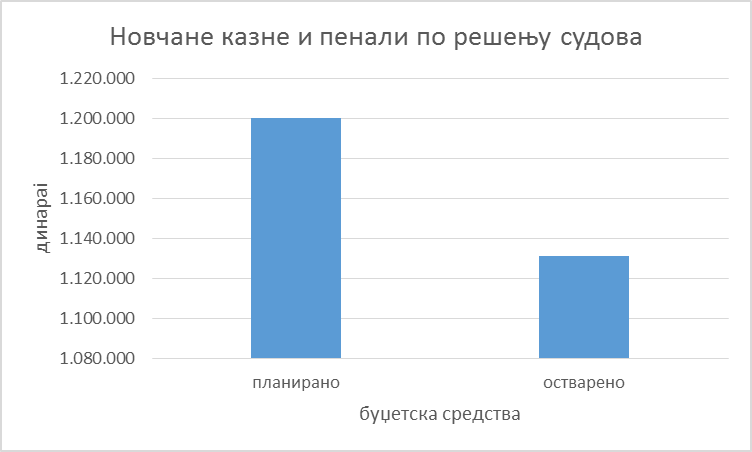 Новчане казне и пенали по решењу судова
1.220.000
1.200.000
1.180.000
1.160.000
1.140.000
1.120.000
1.100.000
1.080.000
динараі
планирано
остварено
буџетска средства